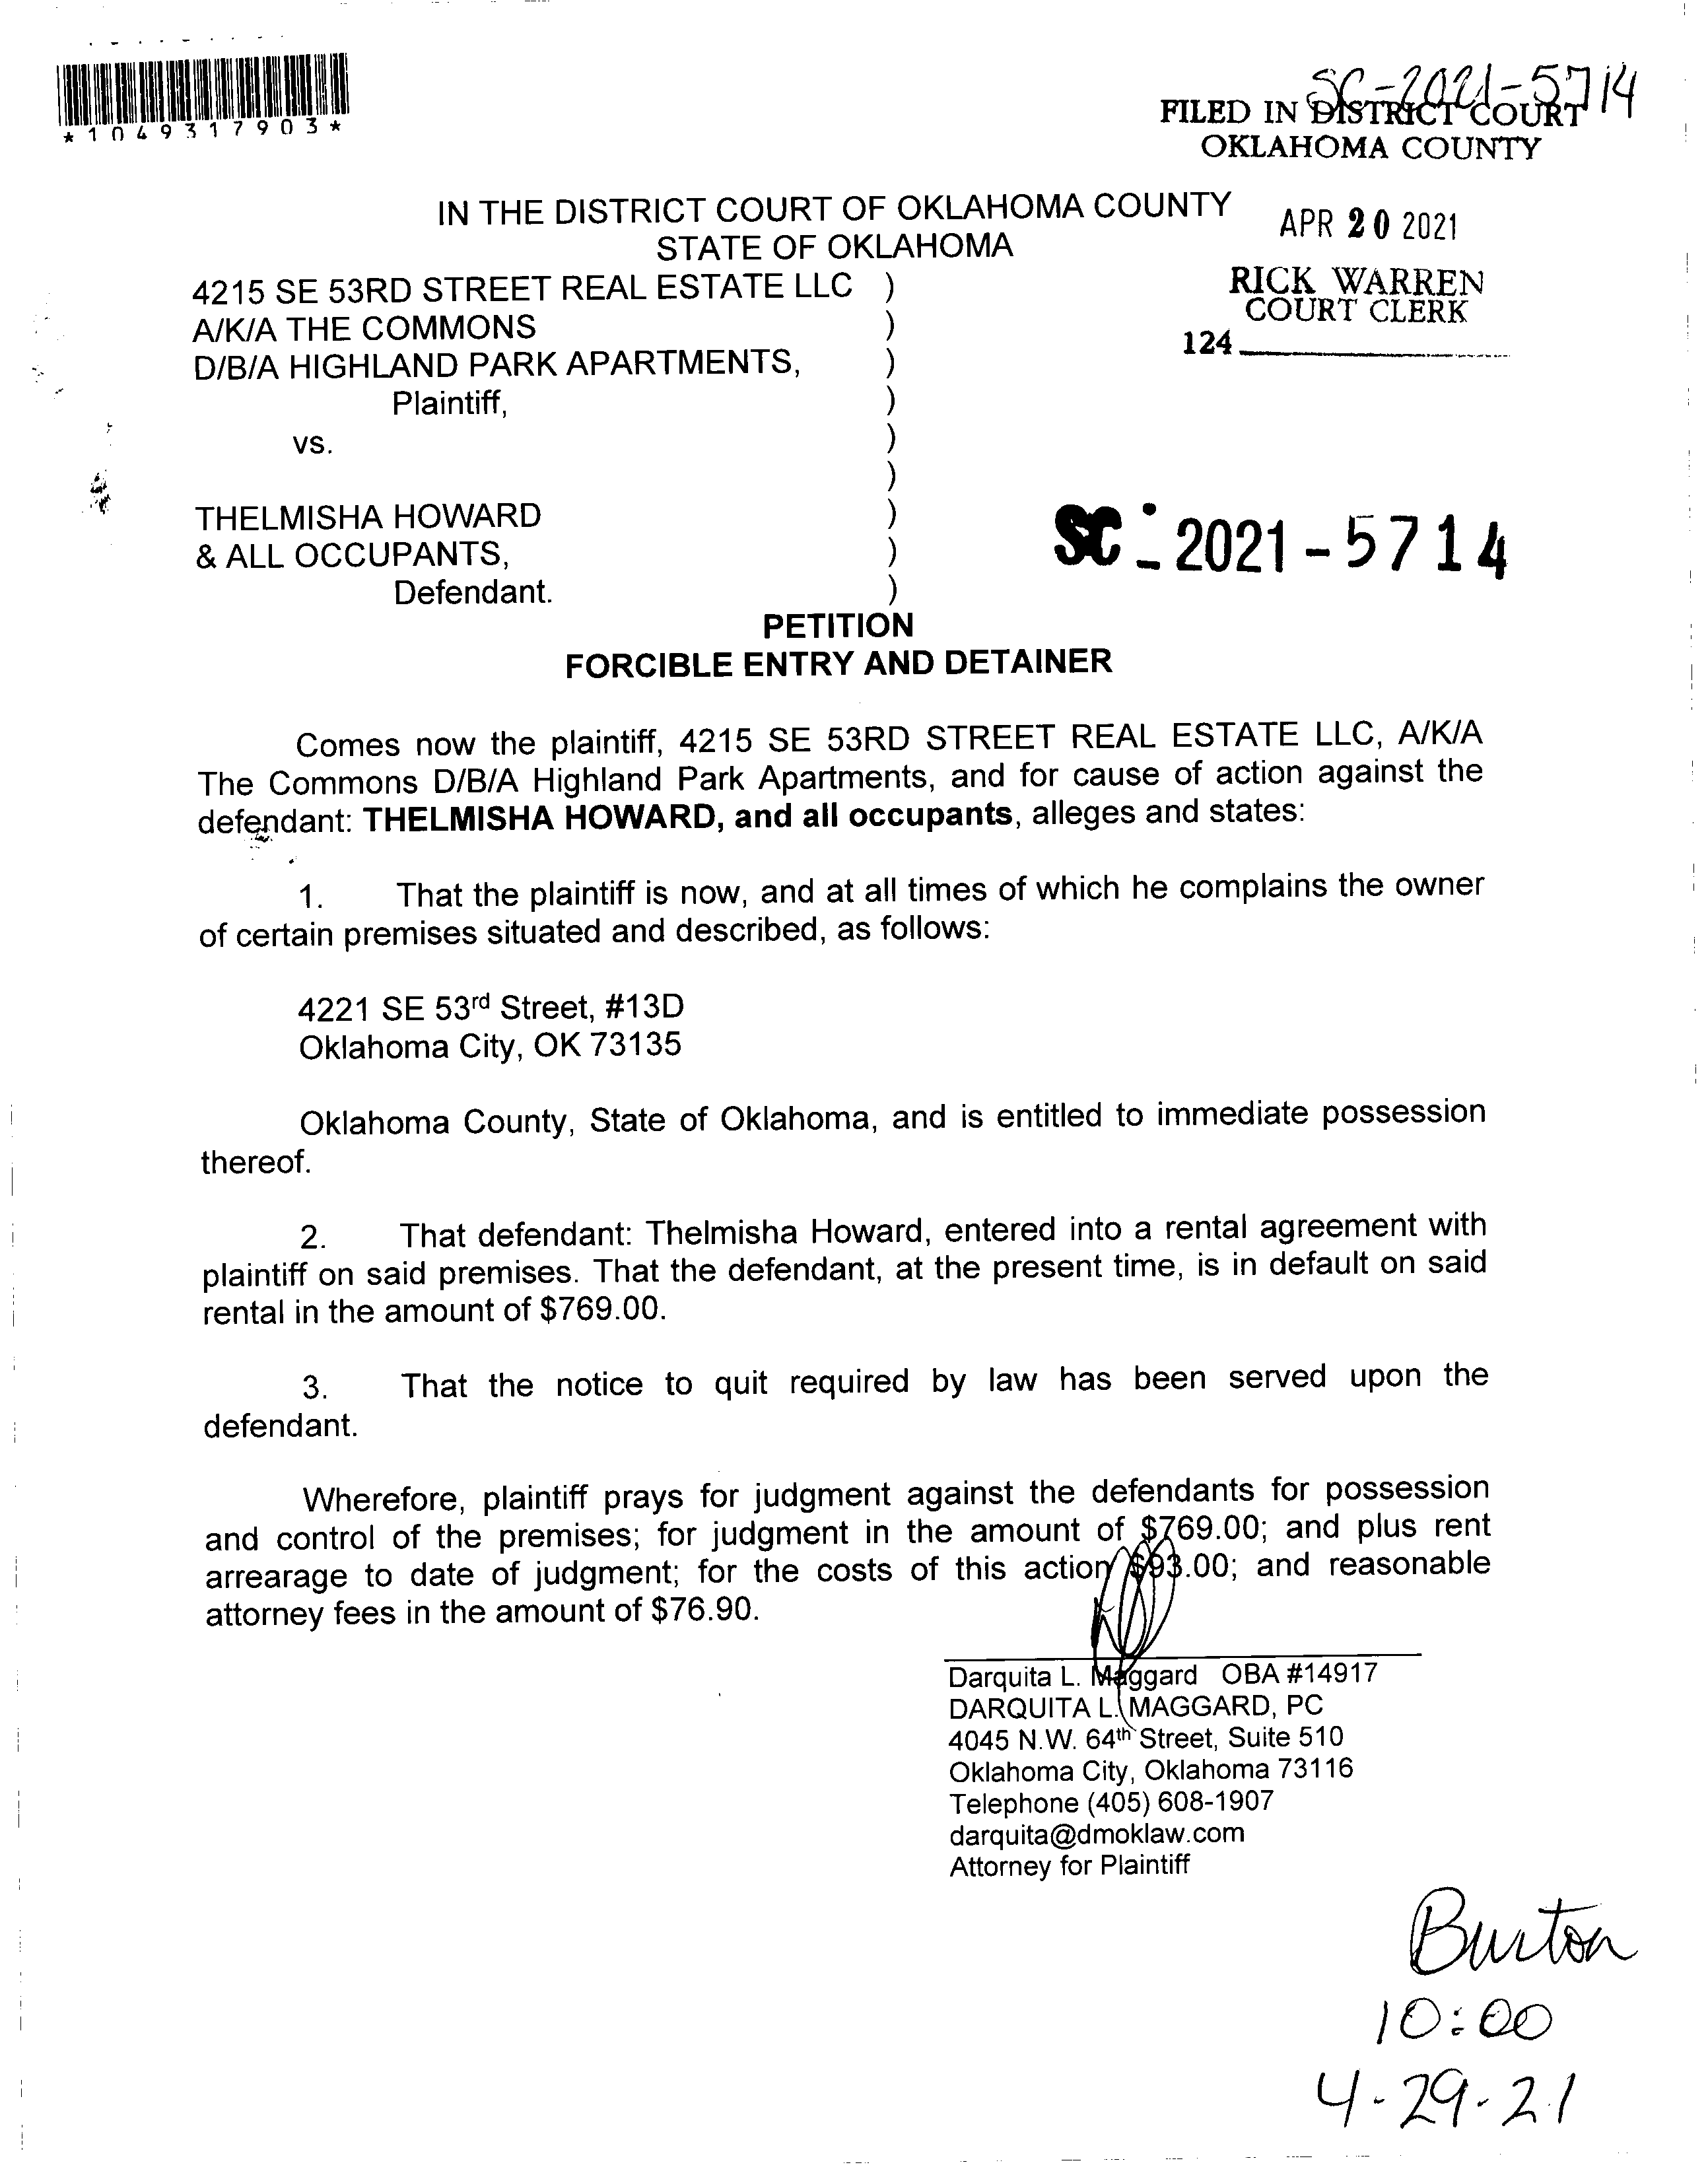 SC-2021-5714
FILED IN DISTRICT COURT
OKLAHOMA COUNTY
*1049317903*
IN THE DISTRICT COURT OF OKLAHOMA COUNTY
STATE OF OKLAHOMA
APR 20 2021
RICK WARREN
COURT CLERK
124
4215 SE 53RD STREET REAL ESTATE LLC )
A/K/A THE COMMONS )
D/B/A HIGHLAND PARK APARTMENTS, )
Plaintiff, )
vs. )
)
THELMISHA HOWARD )
& ALL OCCUPANTS, )
Defendant. )
SC - 2021 - 5714
PETITION
FORCIBLE ENTRY AND DETAINER
Comes now the plaintiff, 4215 SE 53RD STREET REAL ESTATE LLC, A/K/A
The Commons D/B/A Highland Park Apartments, and for cause of action against the
defendant: THELMISHA HOWARD, and all occupants, alleges and states:
1. That the plaintiff is now, and at all times of which he complains the owner
of certain premises situated and described, as follows:
4221 SE 53rd Street, #13D
Oklahoma City, OK 73135
Oklahoma County, State of Oklahoma, and is entitled to immediate possession
thereof.
2. That defendant: Thelmisha Howard, entered into a rental agreement with
plaintiff on said premises. That the defendant, at the present time, is in default on said
rental in the amount of $769.00.
3. That the notice to quit required by law has been served upon the
defendant.
Wherefore, plaintiff prays for judgment against the defendants for possession
and control of the premises; for judgment in the amount of $769.00; and plus rent
arrearage to date of judgment; for the costs of this action $93.00; and reasonable
attorney fees in the amount of $76.90.
Darquita L. Maggard OBA #14917
DARQUITA L. MAGGARD, PC
4045 N.W. 64th Street, Suite 510
Oklahoma City, Oklahoma 73116
Telephone (405) 608-1907
darquita@dmoklaw.com
Attorney for Plaintiff
Burton
10:00
4-29-21